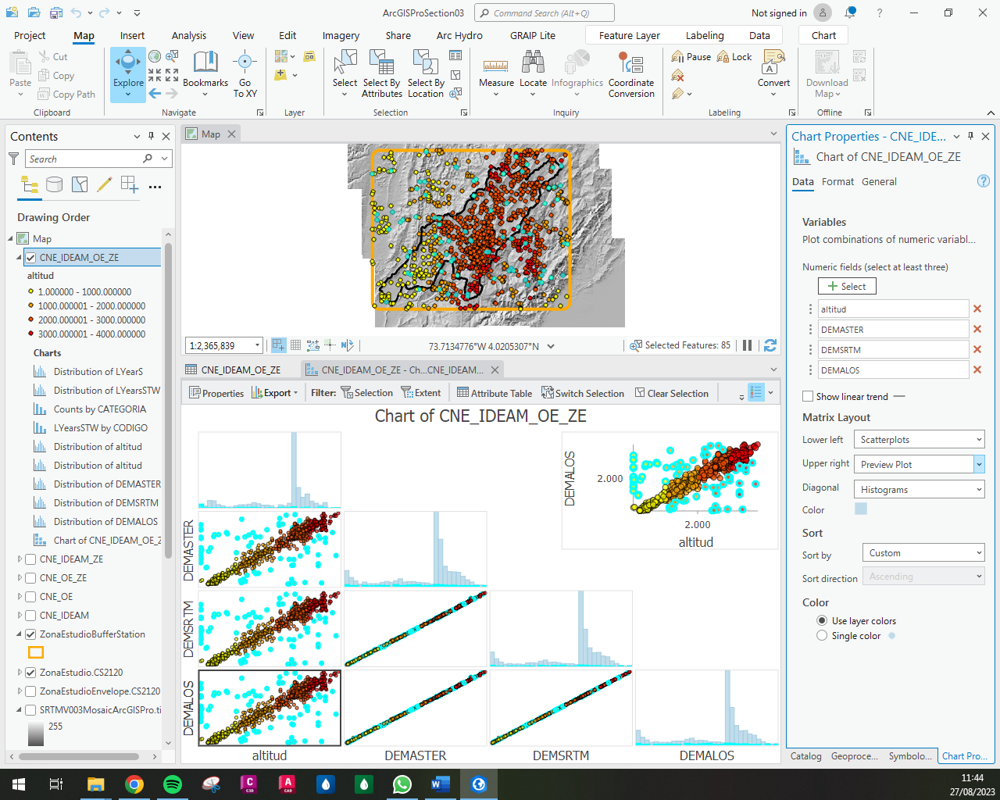 ArcGISProSection03
Command Search (Alt+Q)
Not signed in
?
Project
Map
Insert
Analysis
View
Edit
Imagery
Share
Arc Hydro
GRAIP Lite
Feature Layer
Labeling
Data
Chart
Paste
Cut
Copy
Copy Path
Clipboard
Explore
Bookmarks
Go
To XY
Navigate
Layer
Select
Select By
Attributes
Select By
Location
Selection
Measure
Locate
Infographics
Coordinate
Conversion
Inquiry
Pause
Lock
Convert
Labeling
Download
Map
Offline
Contents
Search
Drawing Order
Map
CNE_IDEAM_OE_ZE
altitud
1.000000 - 1000.000000
1000.000001 - 2000.000000
2000.000001 - 3000.000000
3000.000001 - 4000.000000
Charts
Distribution of LYearS
Distribution of LYearsSTW
Counts by CATEGORIA
LYearsSTW by CODIGO
Distribution of altitud
Distribution of altitud
Distribution of DEMASTER
Distribution of DEMSRTM
Distribution of DEMALOS
Chart of CNE_IDEAM_OE_Z
CNE_IDEAM_ZE
CNE_OE_ZE
CNE_OE
CNE_IDEAM
ZonaEstudioBufferStation
ZonaEstudio.CS2120
ZonaEstudioEnvelope.CS2120
SRTMV003MosaicArcGISPro.ti
255
Map
1:2,365,839
73.7134776°W 4.0205307°N
Selected Features: 85
CNE_IDEAM_OE_ZE
CNE_IDEAM_OE_ZE - Ch...CNE_IDEAM...
Properties
Export
Filter:
Selection
Extent
Attribute Table
Switch Selection
Clear Selection
Chart of CNE_IDEAM_OE_ZE
DEMALOS
2.000
2.000
altitud
DEMASTER
DEMSRTM
DEMALOS
altitud
DEMASTER
DEMSRTM
DEMALOS
Chart Properties - CNE_IDE...
Chart of CNE_IDEAM_OE_ZE
Data
Format
General
?
Variables
Plot combinations of numeric variabl...
Numeric fields (select at least three)
Select
altitud
DEMASTER
DEMSRTM
DEMALOS
Show linear trend
Matrix Layout
Lower left
Scatterplots
Upper right
Preview Plot
Diagonal
Histograms
Color
Sort
Sort by
Custom
Sort direction
Ascending
Color
Use layer colors
Single color
Catalog
Geoproce...
Symbolo...
Chart Pro...
11:44
27/08/2023